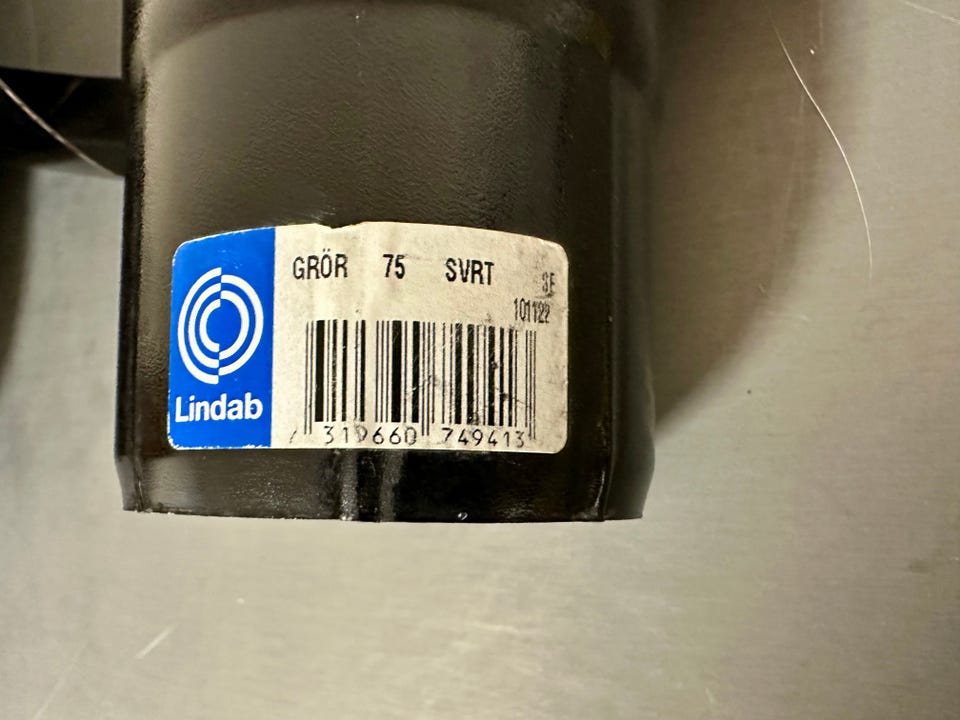 GRÖR 75 SVRT
SE
101122
Lindab
7 319660 749413